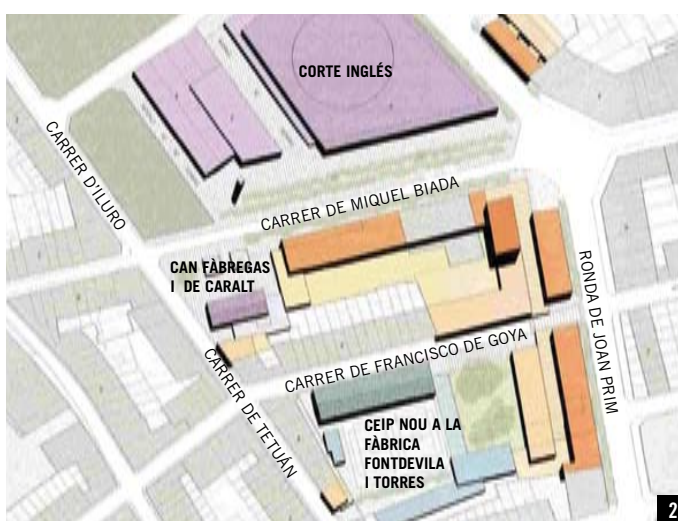 CORTE INGLÉS
CARRER D'ILURO
CARRER DE MIQUEL BIADA
CAN FÀBREGAS
I DE CARALT
RONDA DE JOAN PRIM
CARRER DE FRANCISCO DE GOYA
CARRER DE TETUÁN
CEIP NOU A LA
FÀBRICA
FONTDEVILA
I TORRES
2